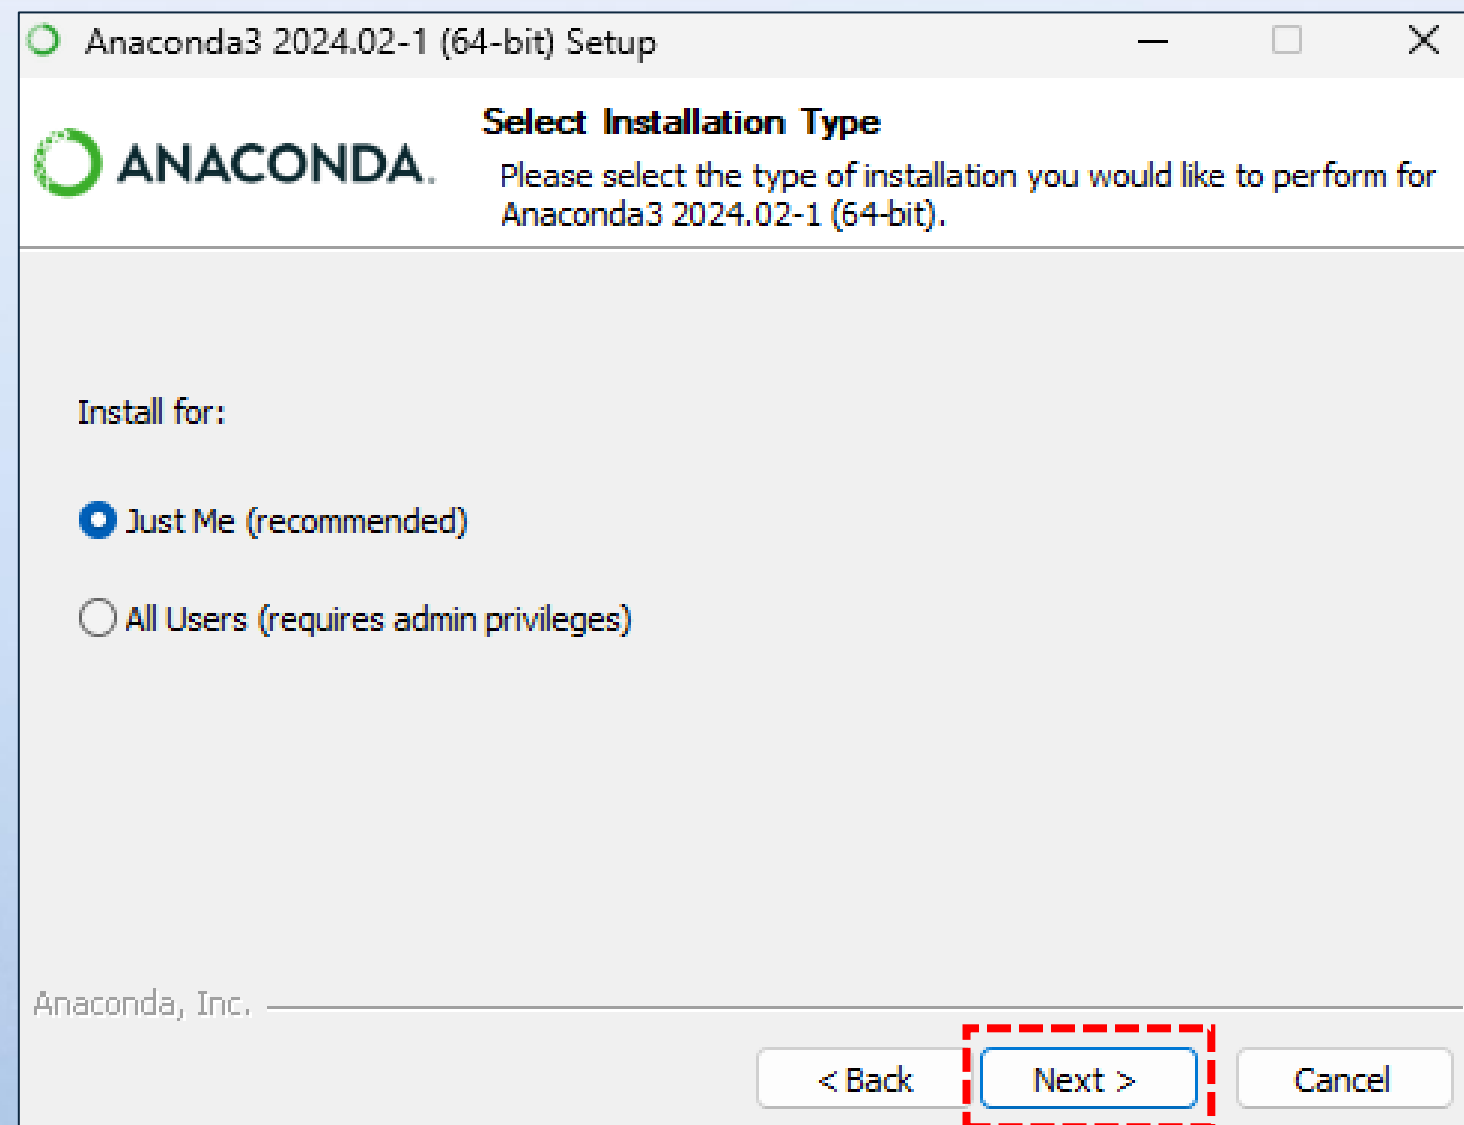 Anaconda3 2024.02-1 (64-bit) Setup
ANACONDA.
Select Installation Type
Please select the type of installation you would like to perform for
Anaconda3 2024.02-1 (64-bit).
Install for:
Just Me (recommended)
All Users (requires admin privileges)
Anaconda, Inc.
< Back
Next >
Cancel